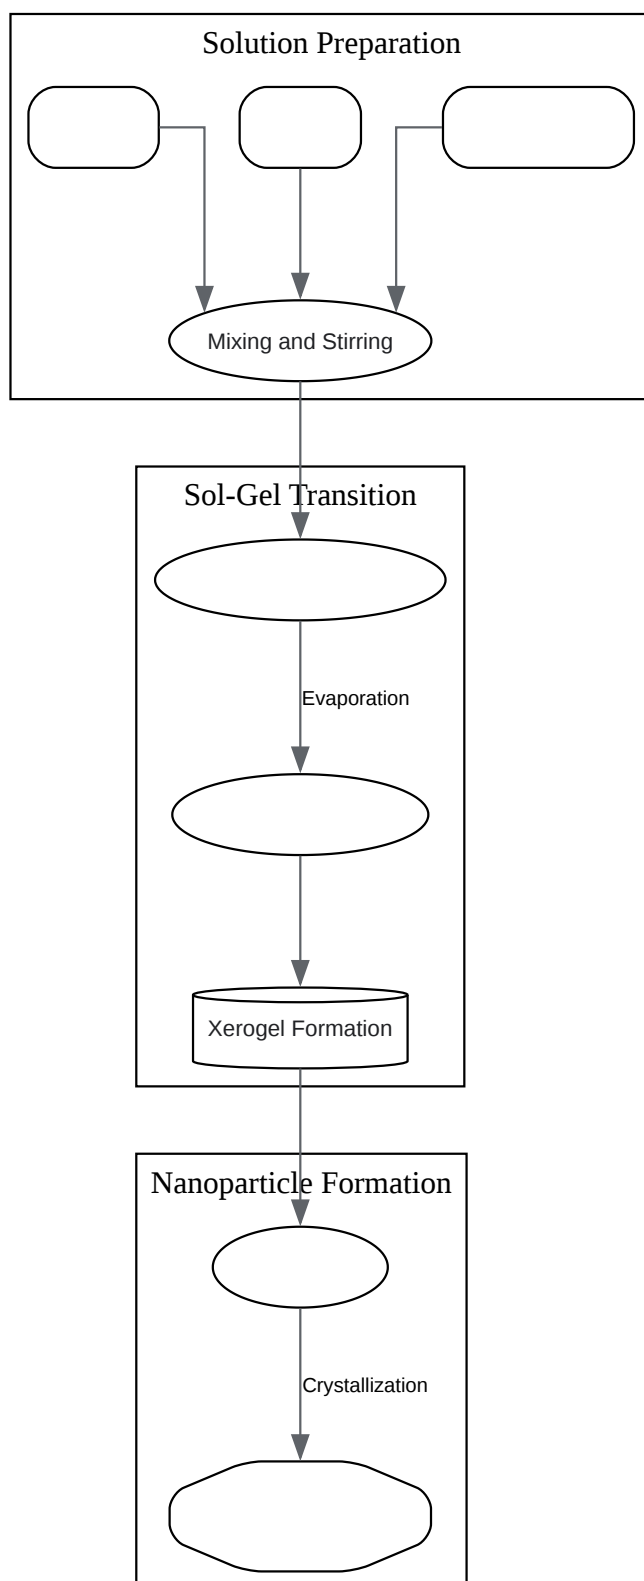 Solution Preparation
Mixing and Stirring
Sol-Gel Transition
Evaporation
Xerogel Formation
Nanoparticle Formation
Crystallization